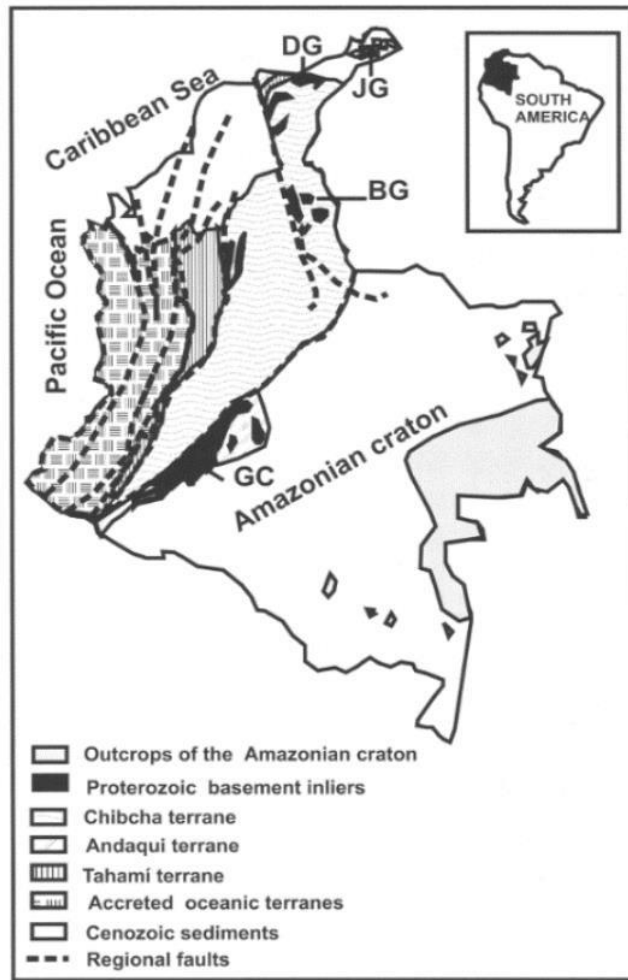 DG
JG
Caribbean Sea
SOUTH
AMERICA
BG
Pacific Ocean
Amazonian craton
GC
Outcrops of the Amazonian craton
Proterozoic basement inliers
Chibcha terrane
Andaqui terrane
Tahamí terrane
Accreted oceanic terranes
Cenozoic sediments
Regional faults